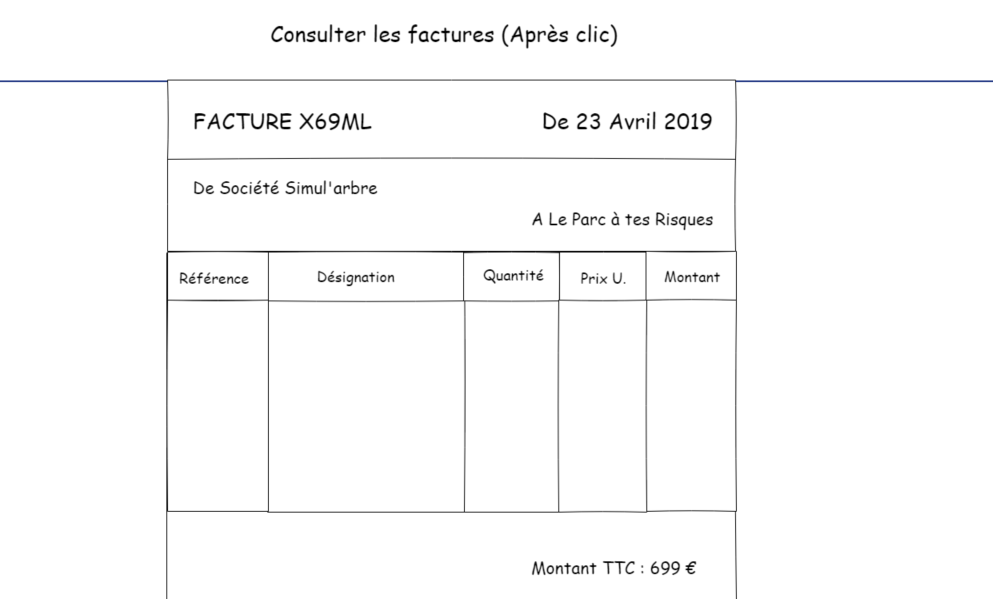 Consulter les factures (Après clic)
FACTURE X69ML De 23 Avril 2019
De Société Simul'arbre
A Le Parc à tes Risques
Référence Désignation Quantité Prix U. Montant
Montant TTC : 699 €